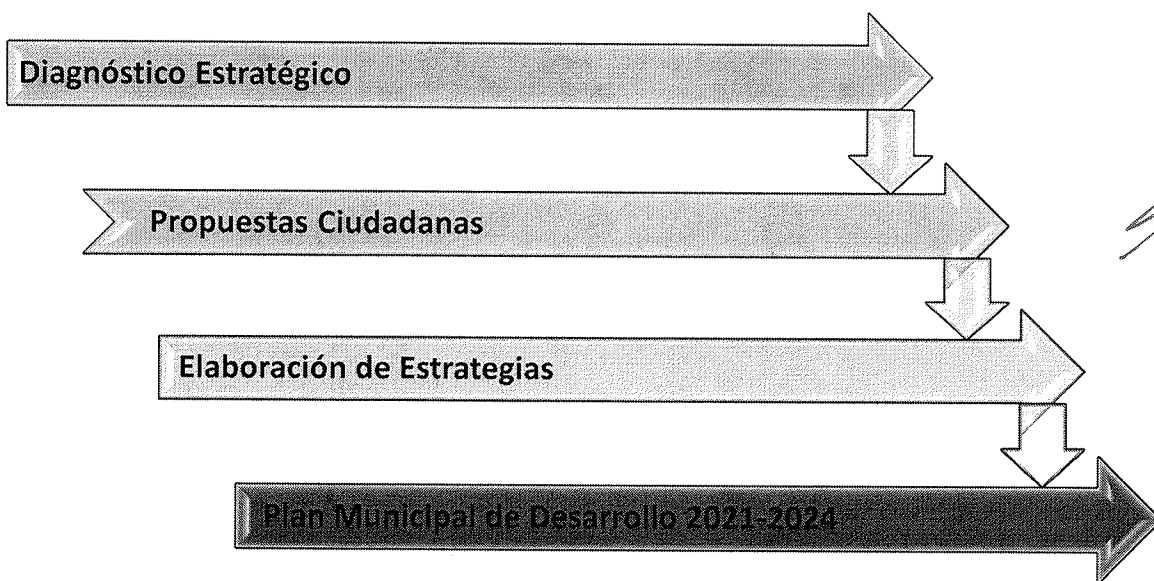 Diagnóstico Estratégico
Propuestas Ciudadanas
Elaboración de Estrategias
Plan Municipal de Desarrollo 2021-2024